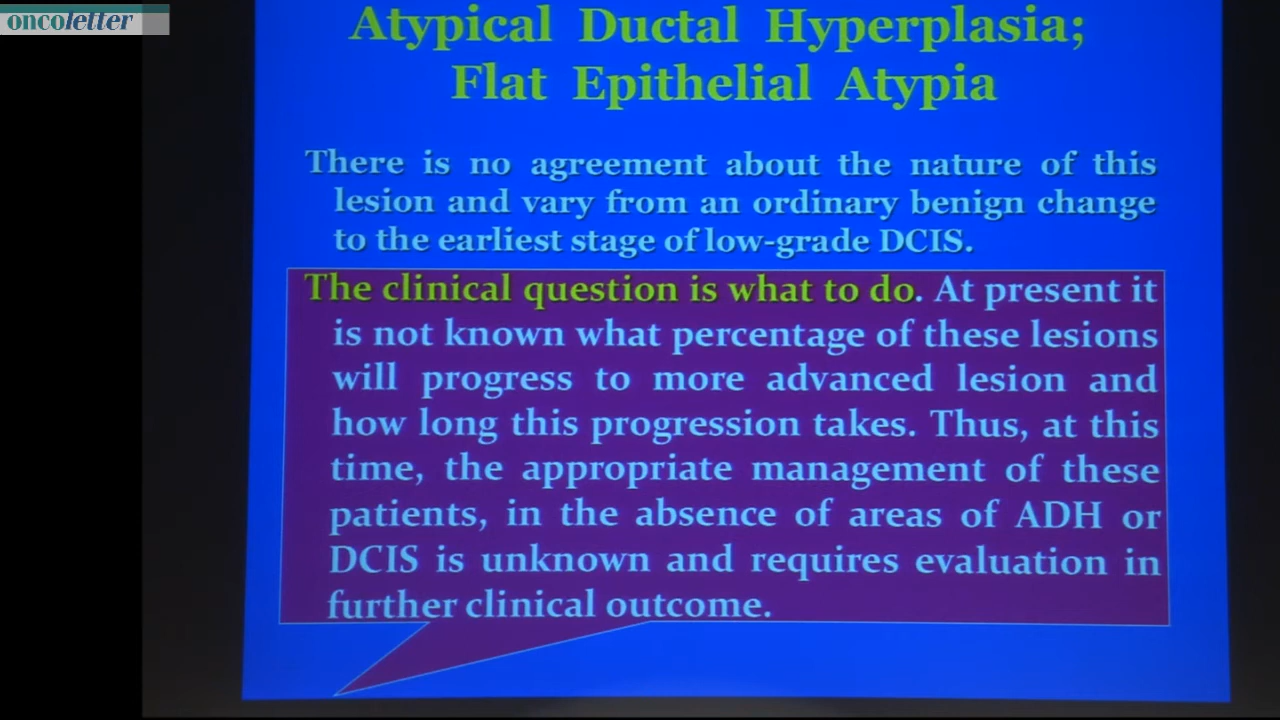 oncoletter
Atypical Ductal Hyperplasia;
Flat Epithelial Atypia
There is no agreement about the nature of this
lesion and vary from an ordinary benign change
to the earliest stage of low-grade DCIS.
The clinical question is what to do. At present it
is not known what percentage of these lesions
will progress to more advanced lesion and
how long this progression takes. Thus, at this
time, the appropriate management of these
patients, in the absence of areas of ADH or
DCIS is unknown and requires evaluation in
further clinical outcome.